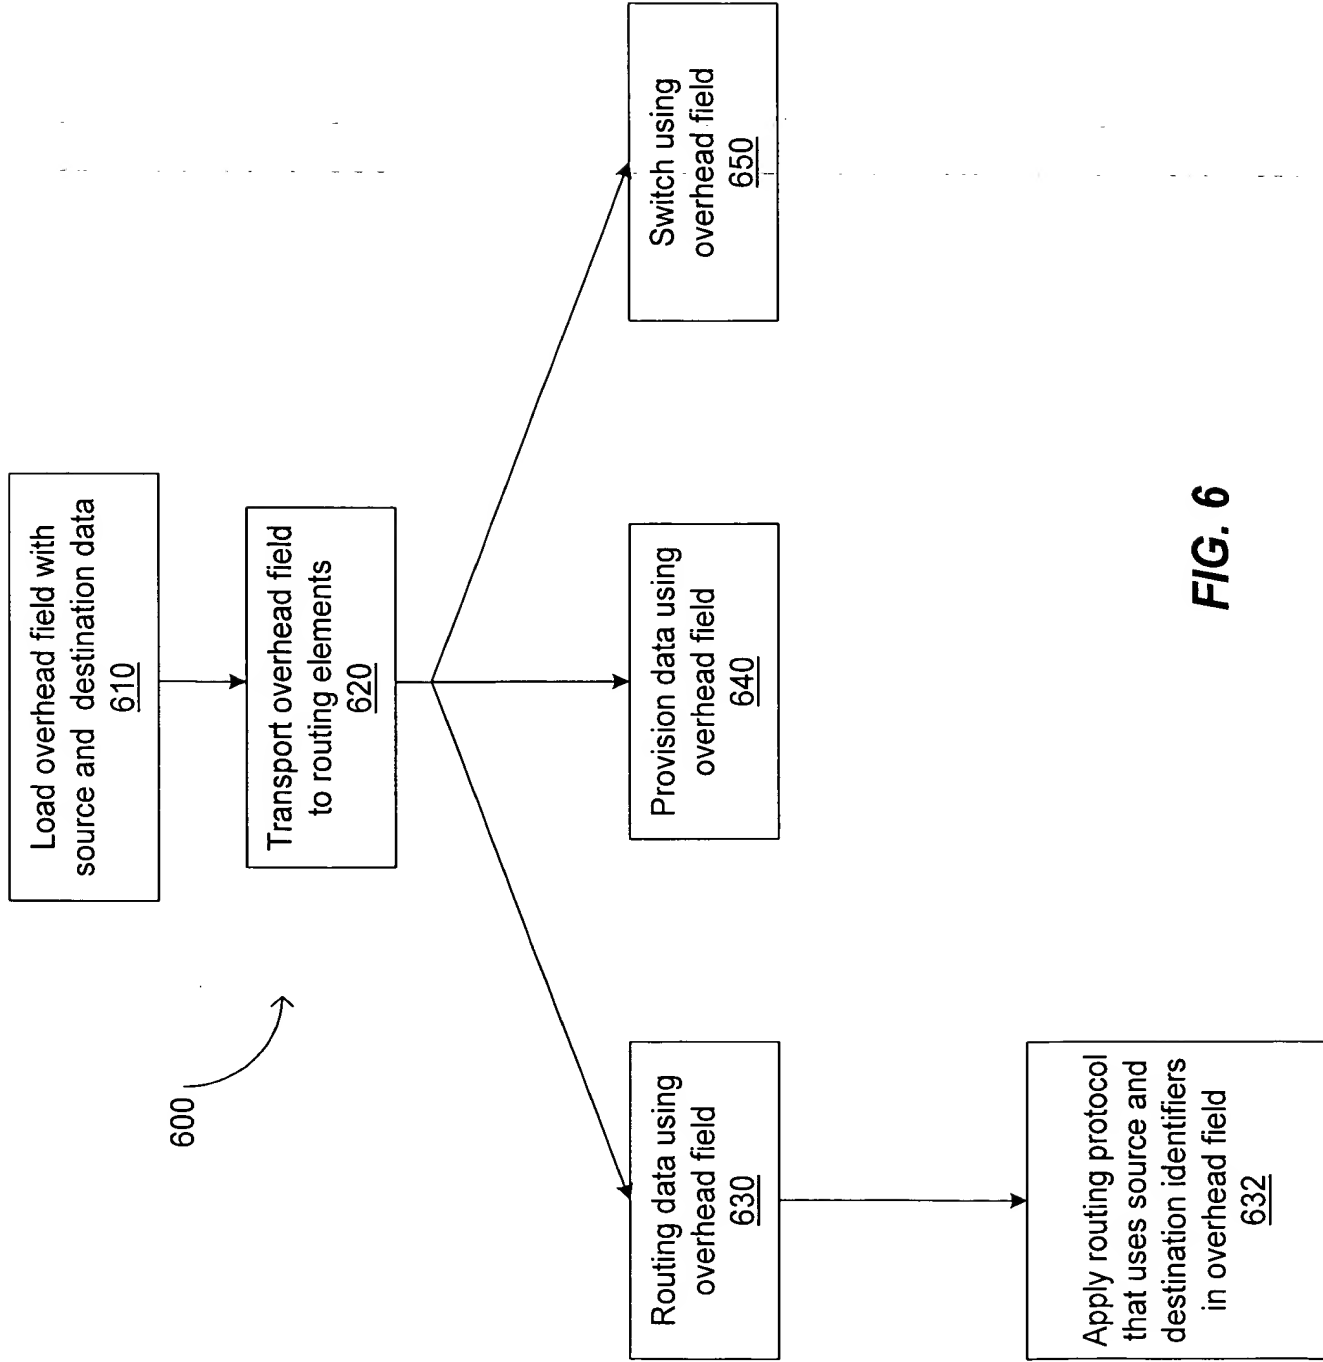 600
Load overhead field with
source and destination data
610
Transport overhead field
to routing elements
620
Routing data using
overhead field
630
Provision data using
overhead field
640
Switch using
overhead field
650
Apply routing protocol
that uses source and
destination identifiers
in overhead field
632
FIG. 6